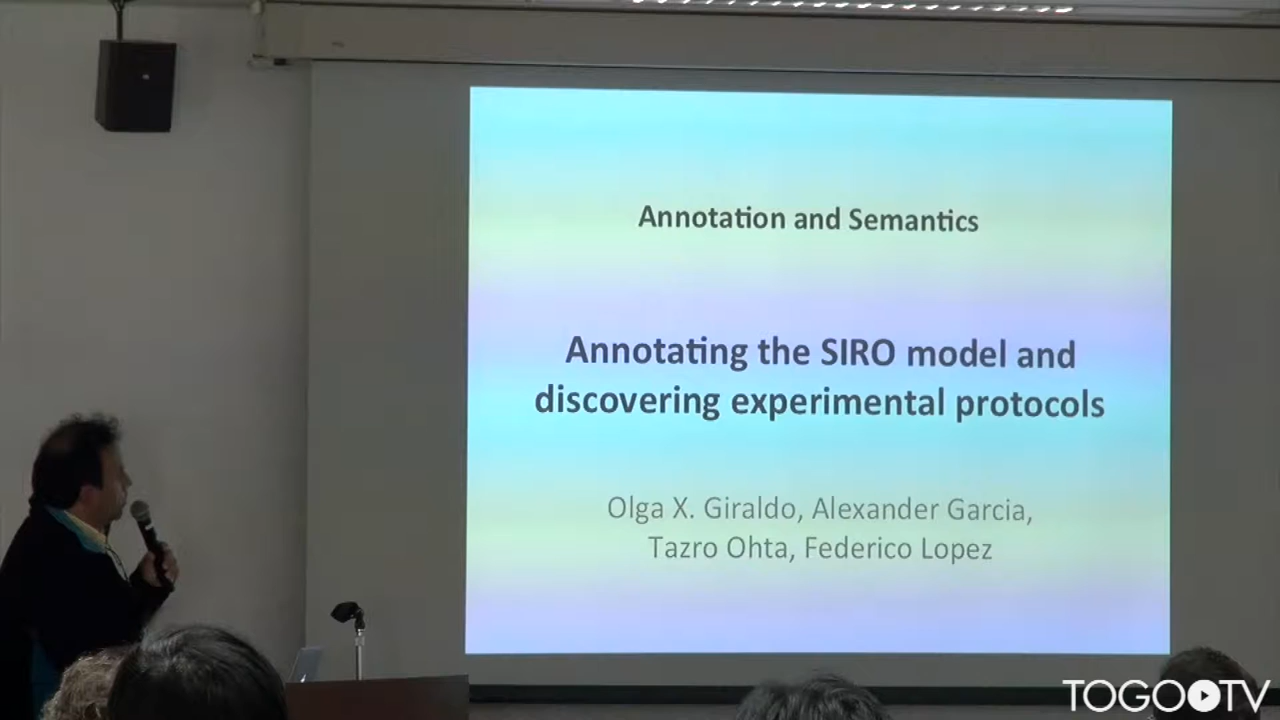 Annotation and Semantics
Annotating the SIRO model and
discovering experimental protocols
Olga X. Giraldo, Alexander Garcia,
Tazro Ohta, Federico Lopez
TOGO TV